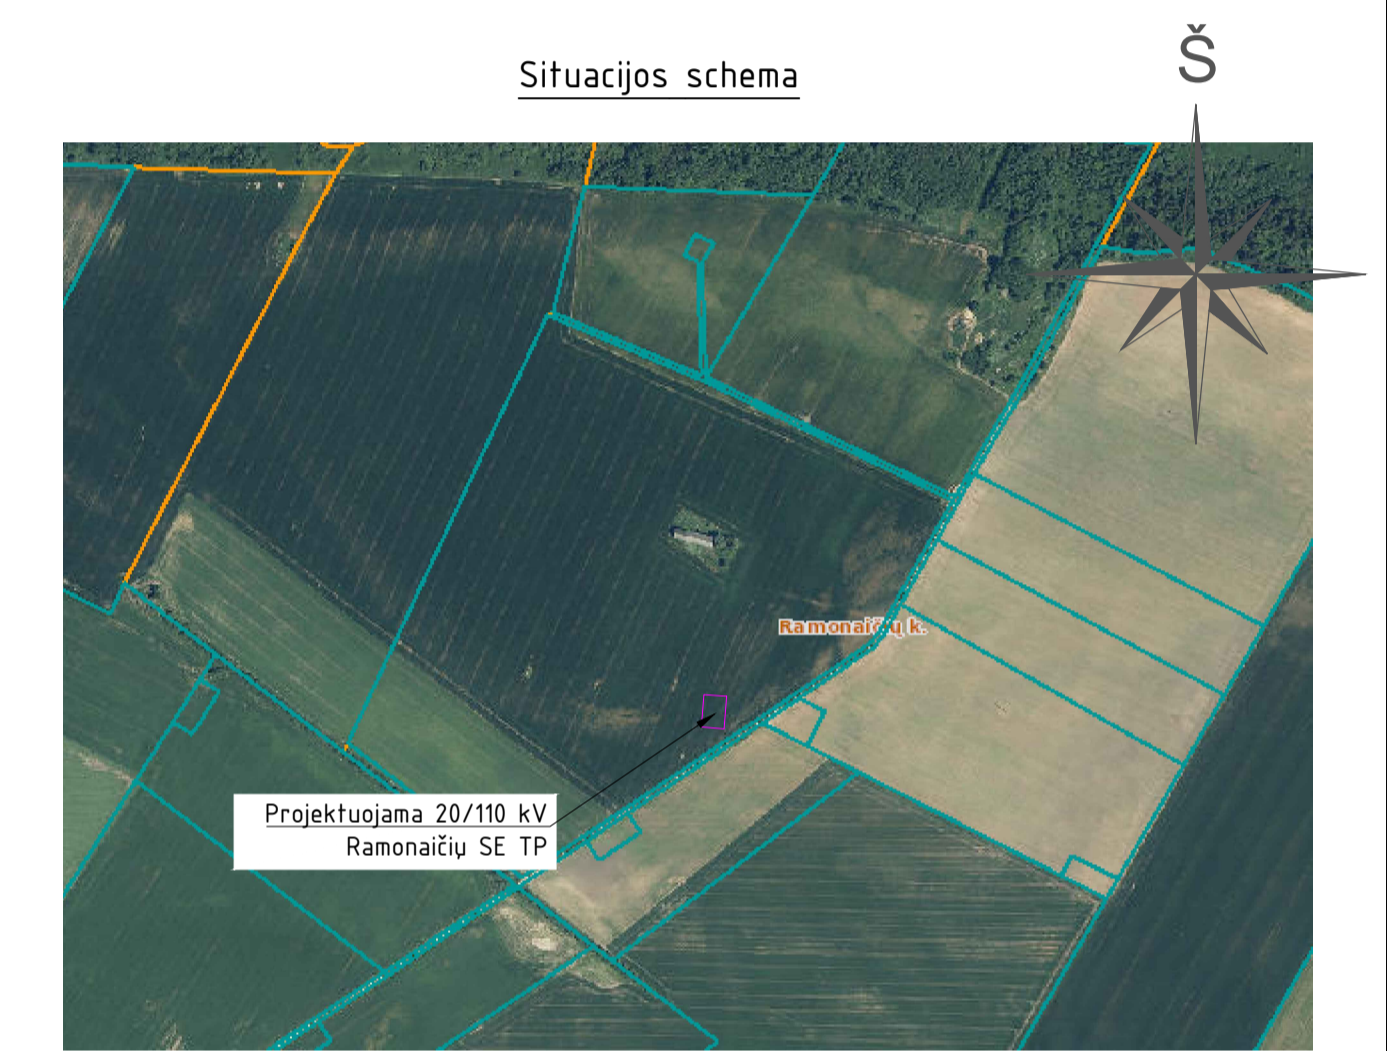 Situacijos schema
Š
Ramonaičių k.
Projektuojama 20/110 kV
Ramonaičių SE TP